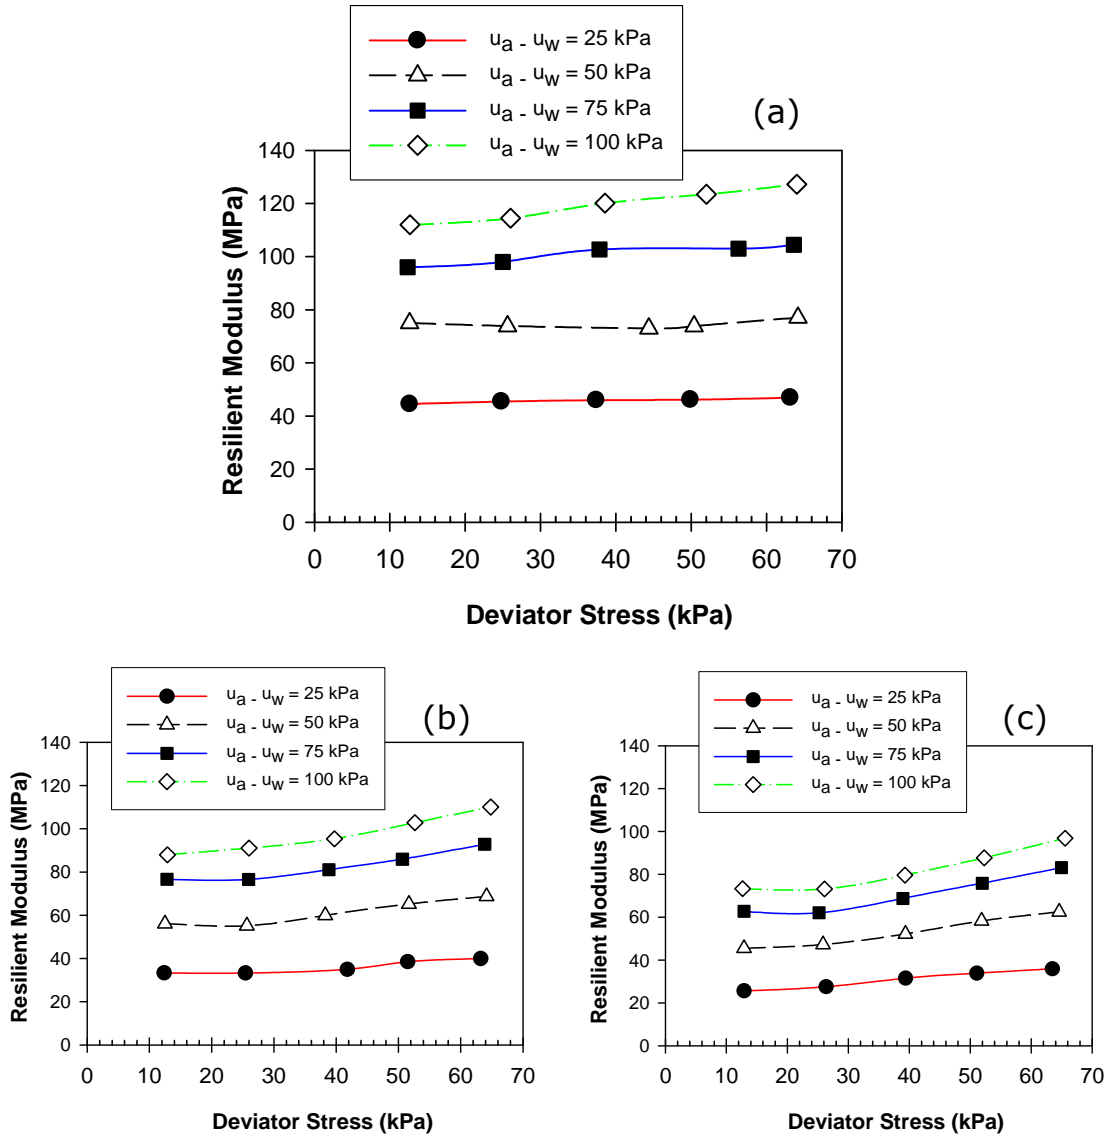 u_a - u_w = 25 kPa
u_a - u_w = 50 kPa
u_a - u_w = 75 kPa
u_a - u_w = 100 kPa
(a)
Resilient Modulus (MPa)
140
120
100
80
60
40
20
0
0 10 20 30 40 50 60 70
Deviator Stress (kPa)
u_a - u_w = 25 kPa
u_a - u_w = 50 kPa
u_a - u_w = 75 kPa
u_a - u_w = 100 kPa
(b)
Resilient Modulus (MPa)
140
120
100
80
60
40
20
0
0 10 20 30 40 50 60 70
Deviator Stress (kPa)
u_a - u_w = 25 kPa
u_a - u_w = 50 kPa
u_a - u_w = 75 kPa
u_a - u_w = 100 kPa
(c)
Resilient Modulus (MPa)
140
120
100
80
60
40
20
0
0 10 20 30 40 50 60 70
Deviator Stress (kPa)